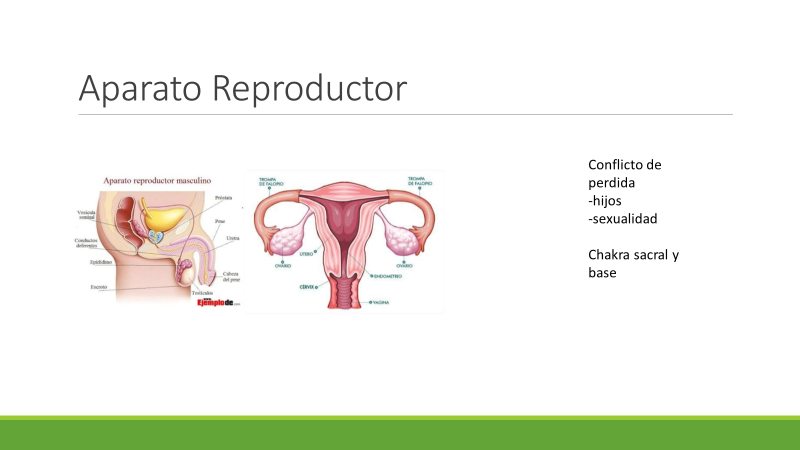 Aparato Reproductor
Aparato reproductor masculino
Próstata
Vesícula
seminal
Pene
Conductos
deferentes
Uretra
Epidídimo
Cabeza
del pene
Escroto
Testículos
Ejemplode.com
TROMPA
DE FALOPIO
TROMPA
DE FALOPIO
ÚTERO
OVARIO
OVARIO
ENDOMETRIO
CÉRVIX
VAGINA
Conflicto de
perdida
-hijos
-sexualidad
Chakra sacral y
base